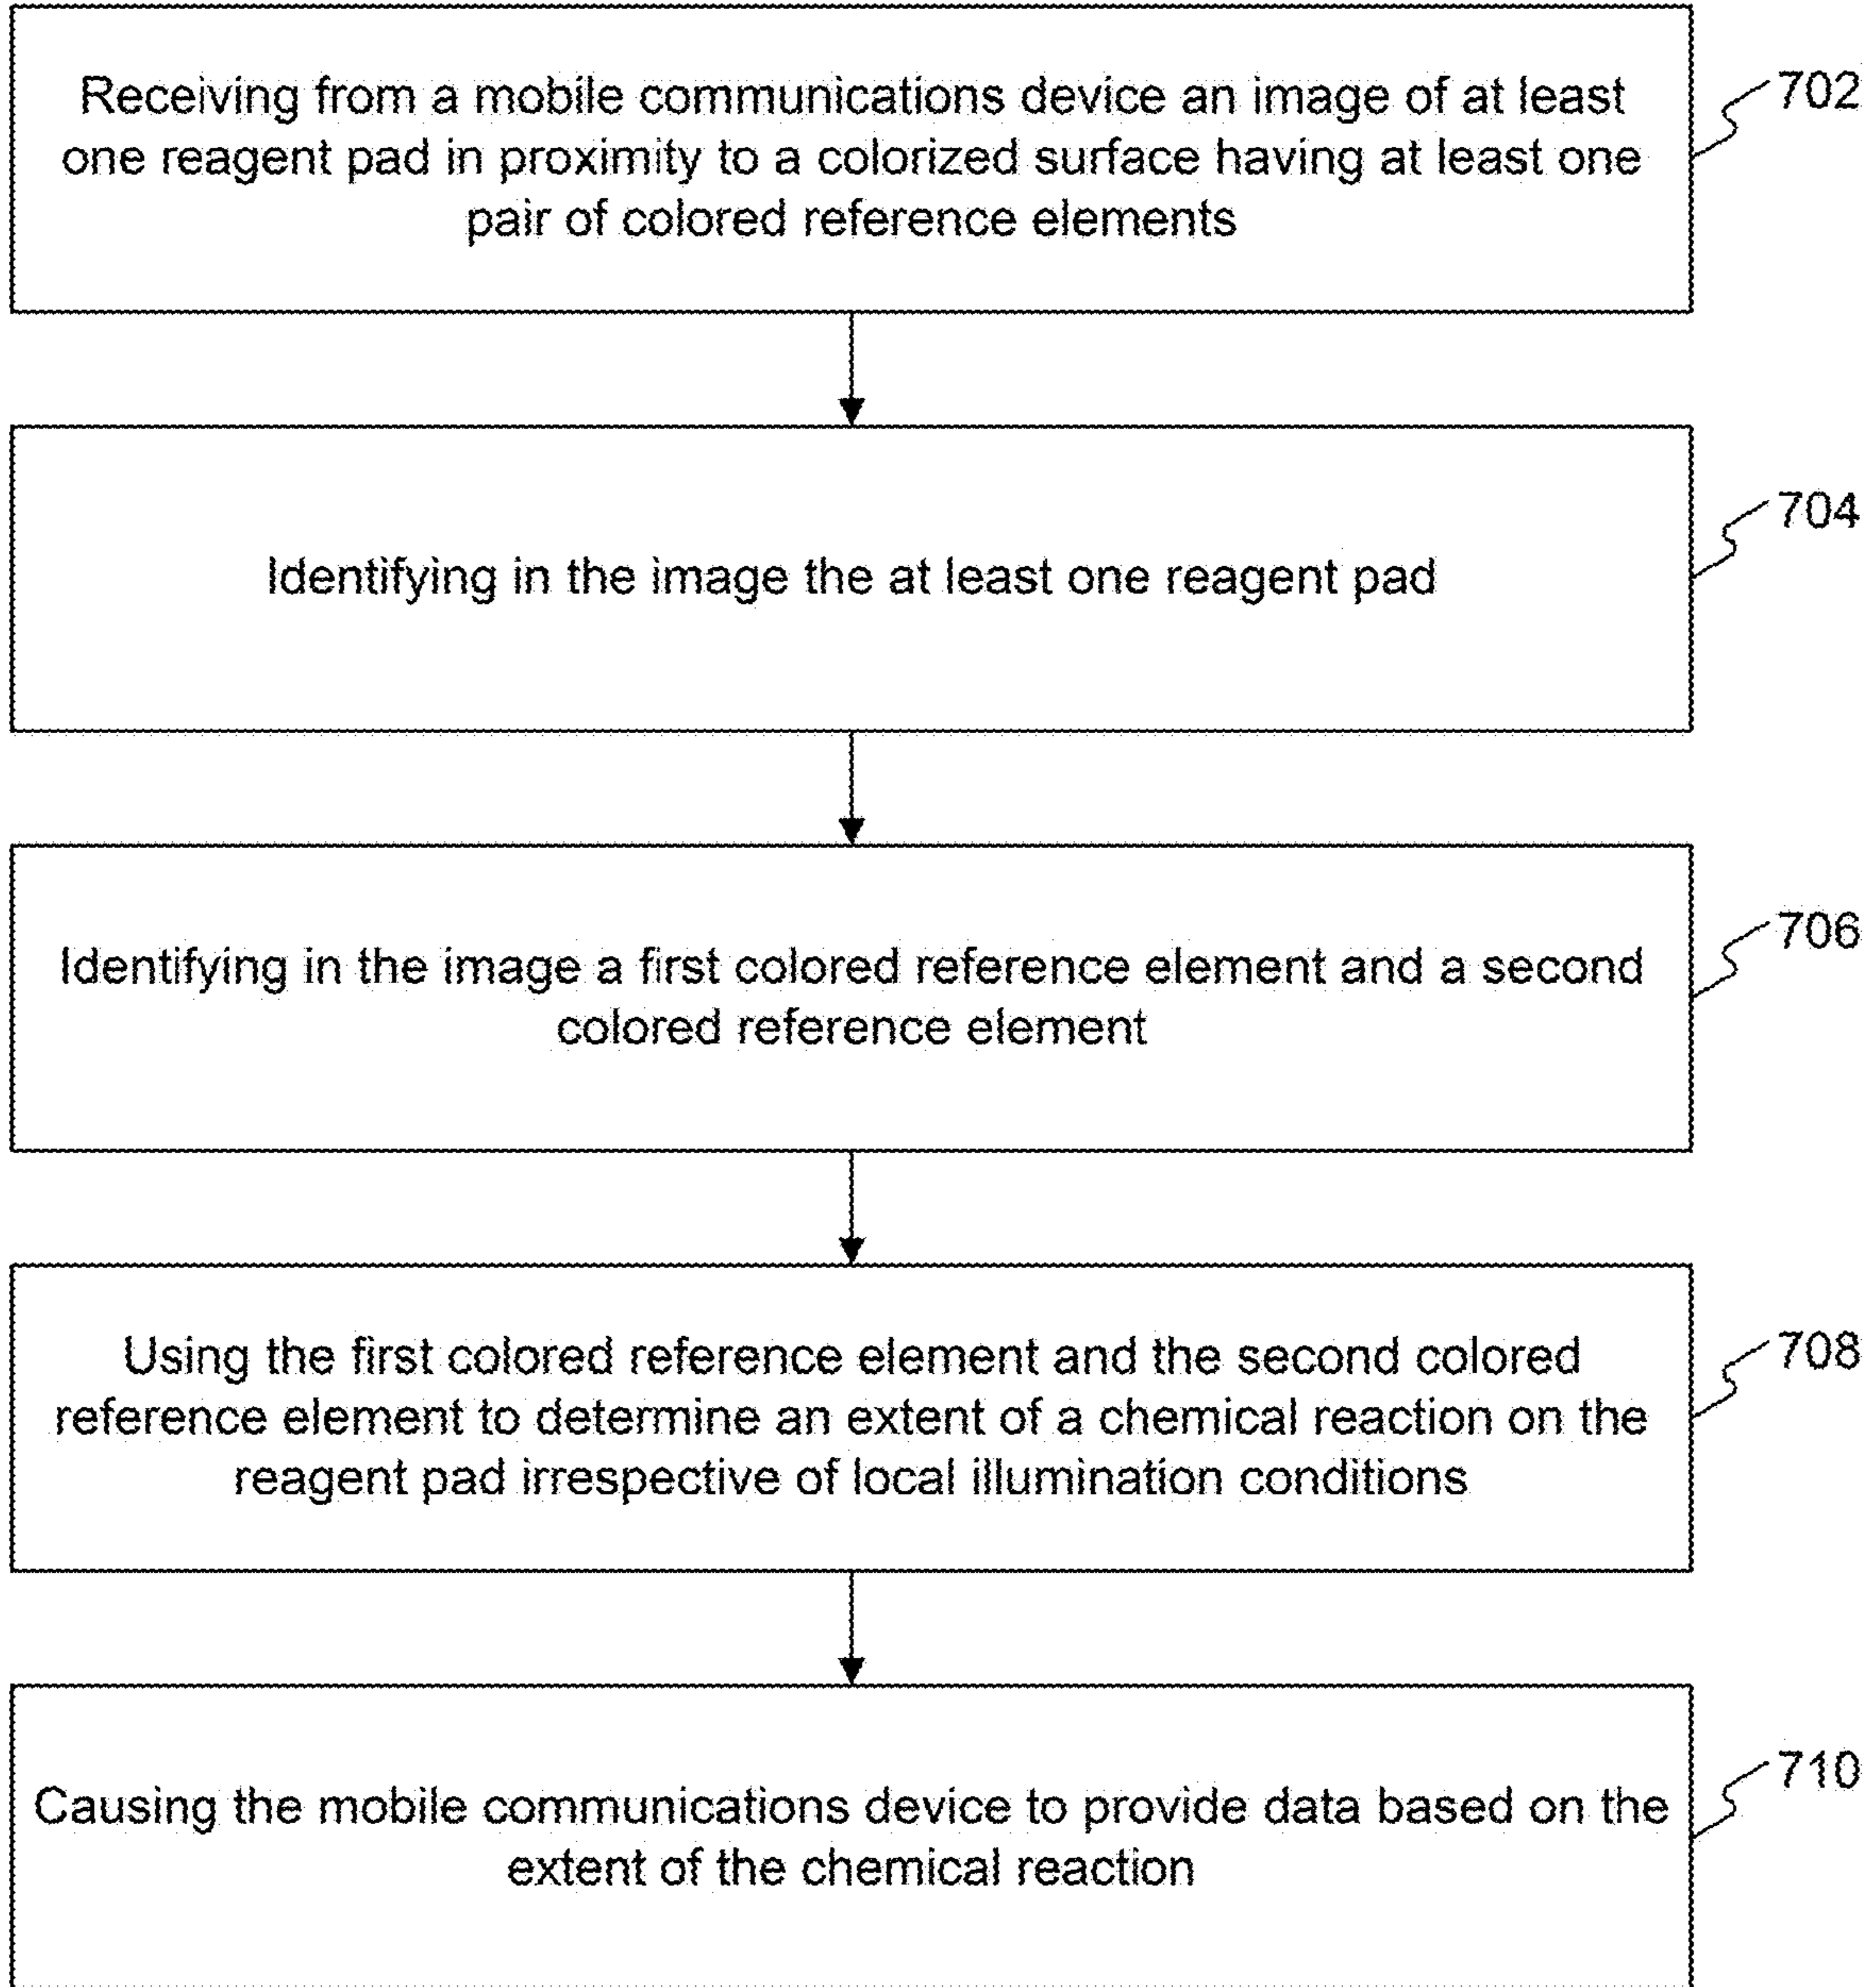 Receiving from a mobile communications device an image of at least
one reagent pad in proximity to a colorized surface having at least one
pair of colored reference elements
702
Identifying in the image the at least one reagent pad
704
Identifying in the image a first colored reference element and a second
colored reference element
706
Using the first colored reference element and the second colored
reference element to determine an extent of a chemical reaction on the
reagent pad irrespective of local illumination conditions
708
Causing the mobile communications device to provide data based on the
extent of the chemical reaction
710